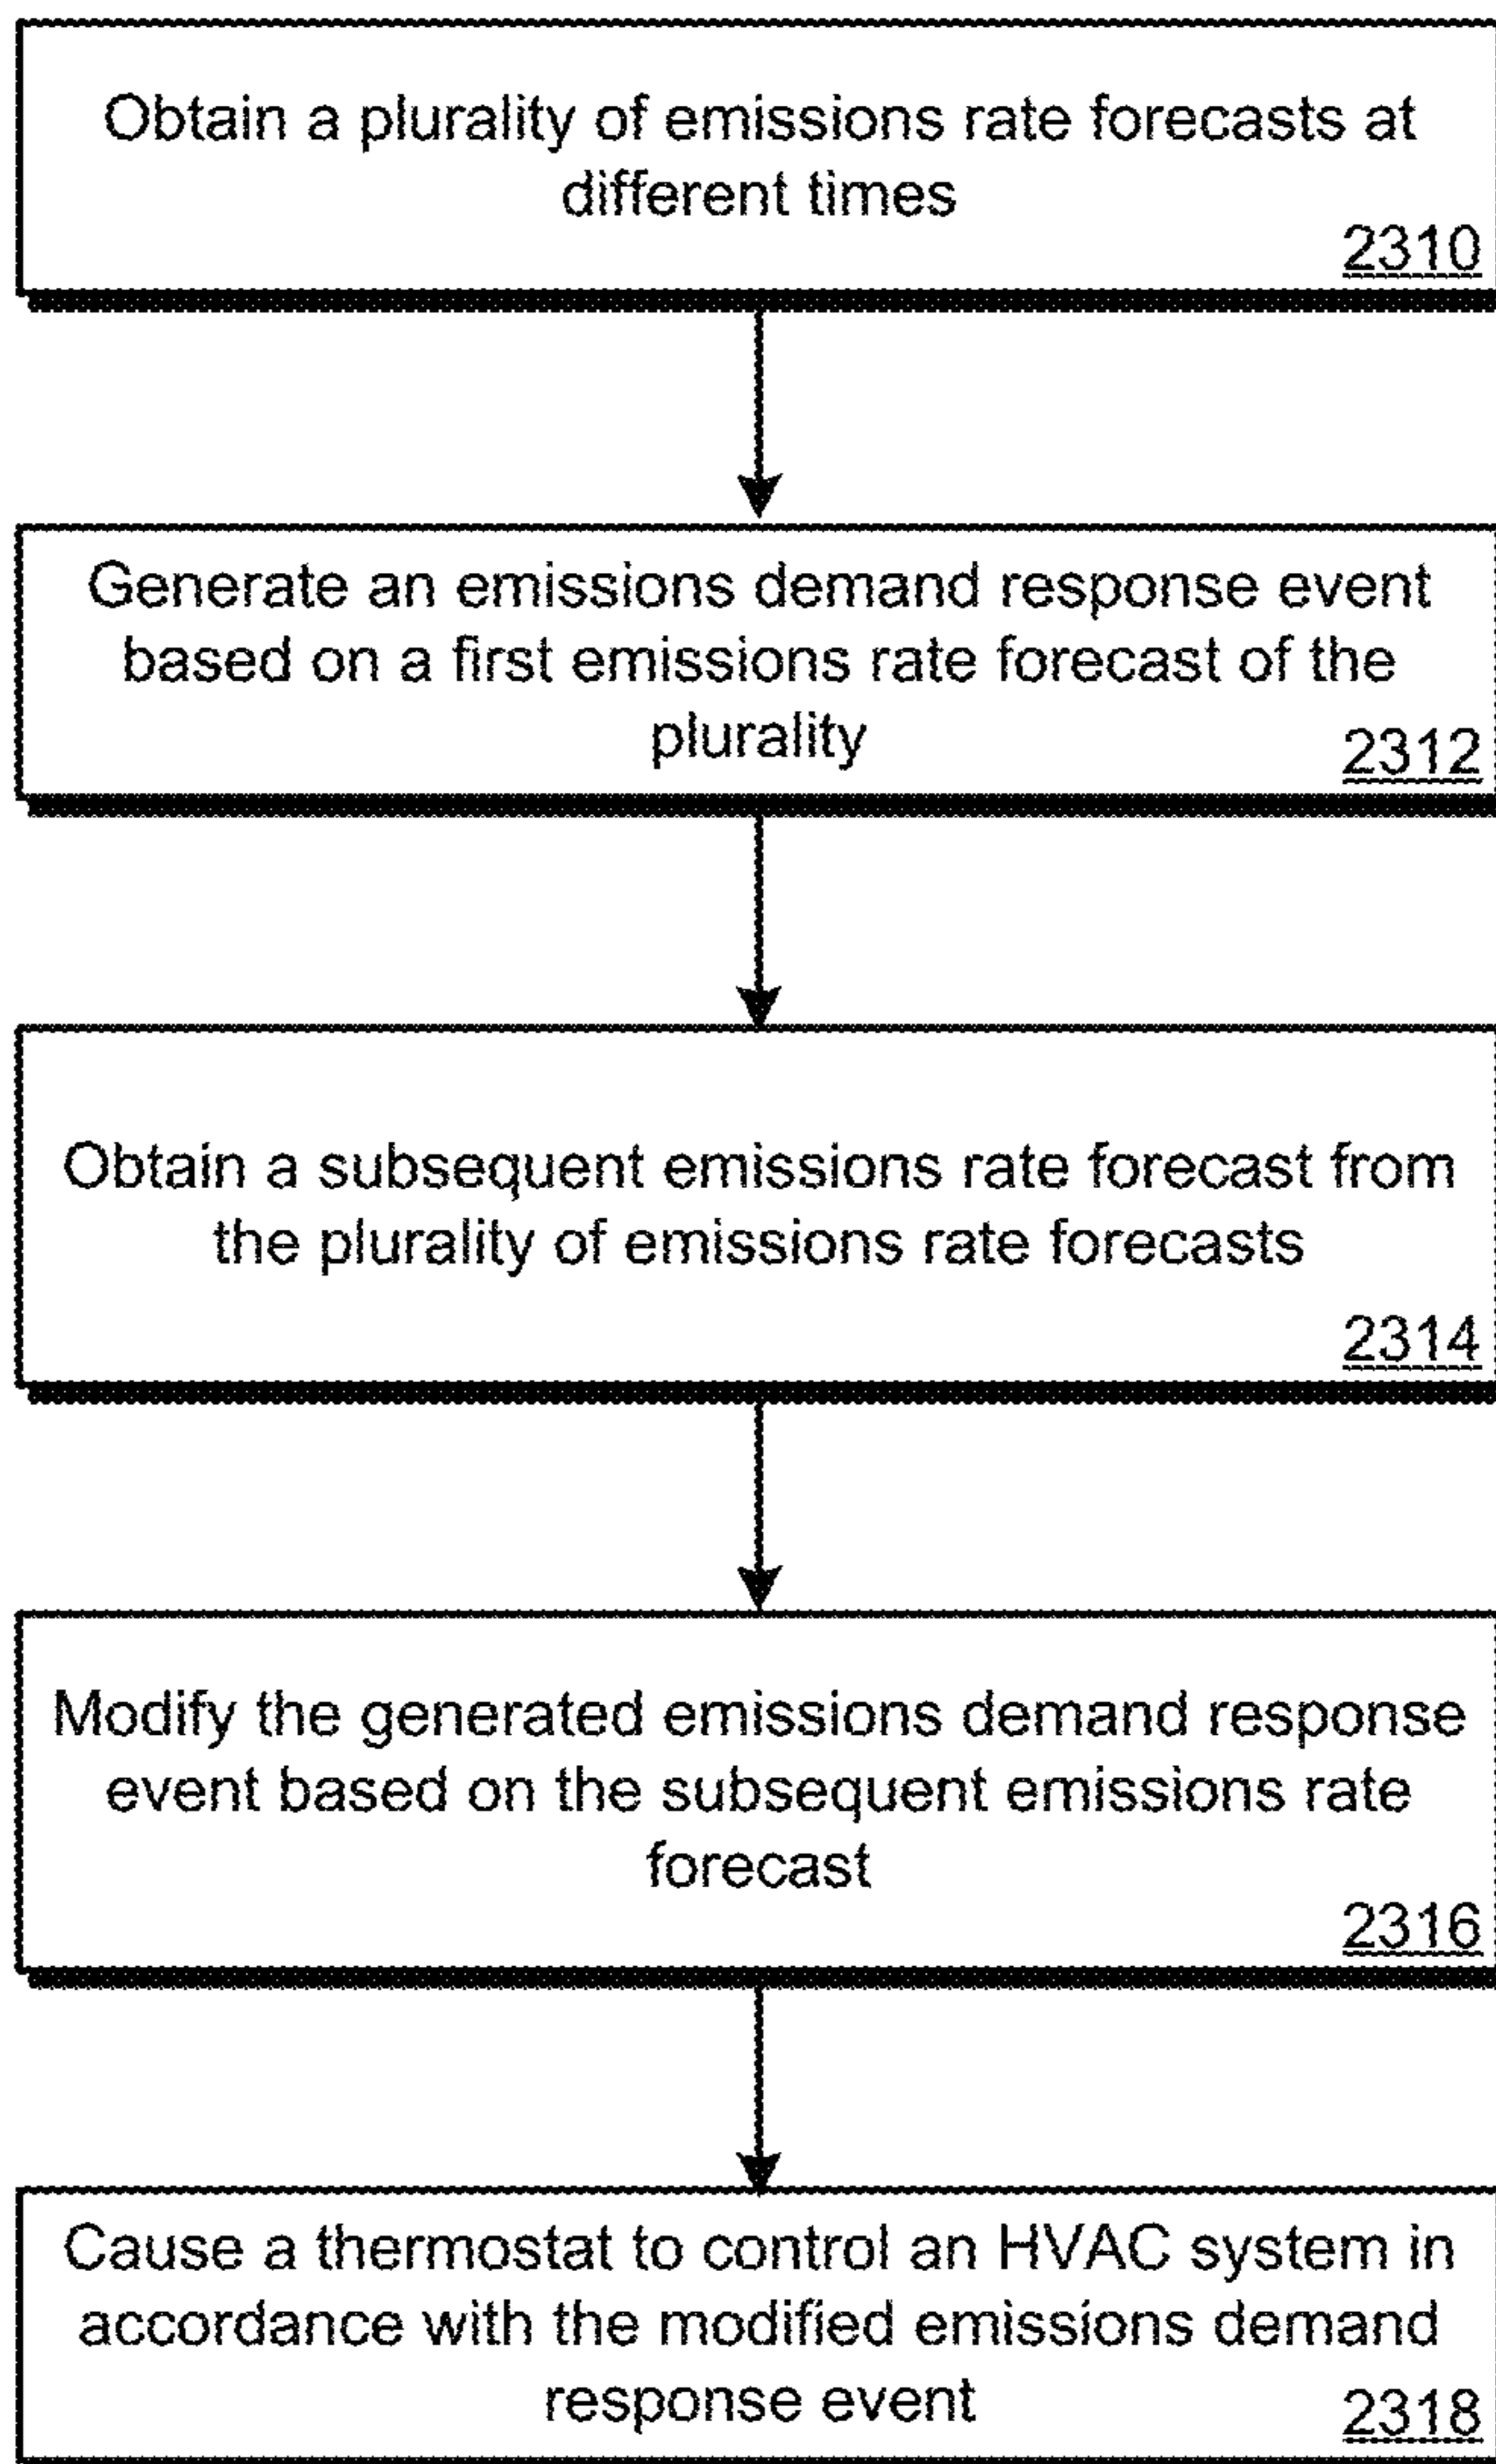 Obtain a plurality of emissions rate forecasts at
different times
2310
Generate an emissions demand response event
based on a first emissions rate forecast of the
plurality
2312
Obtain a subsequent emissions rate forecast from
the plurality of emissions rate forecasts
2314
Modify the generated emissions demand response
event based on the subsequent emissions rate
forecast
2316
Cause a thermostat to control an HVAC system in
accordance with the modified emissions demand
response event
2318